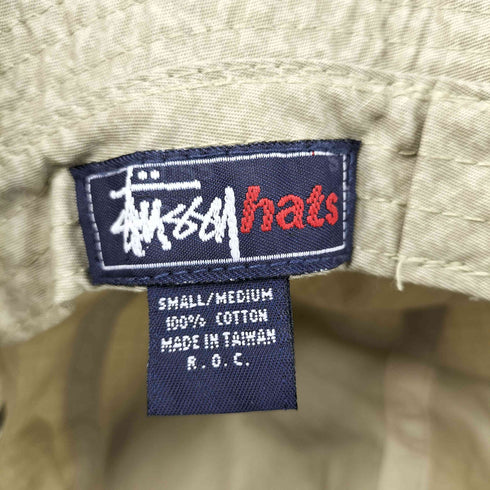 Stüssy hats
SMALL/MEDIUM
100% COTTON
MADE IN TAIWAN
R.O.C.